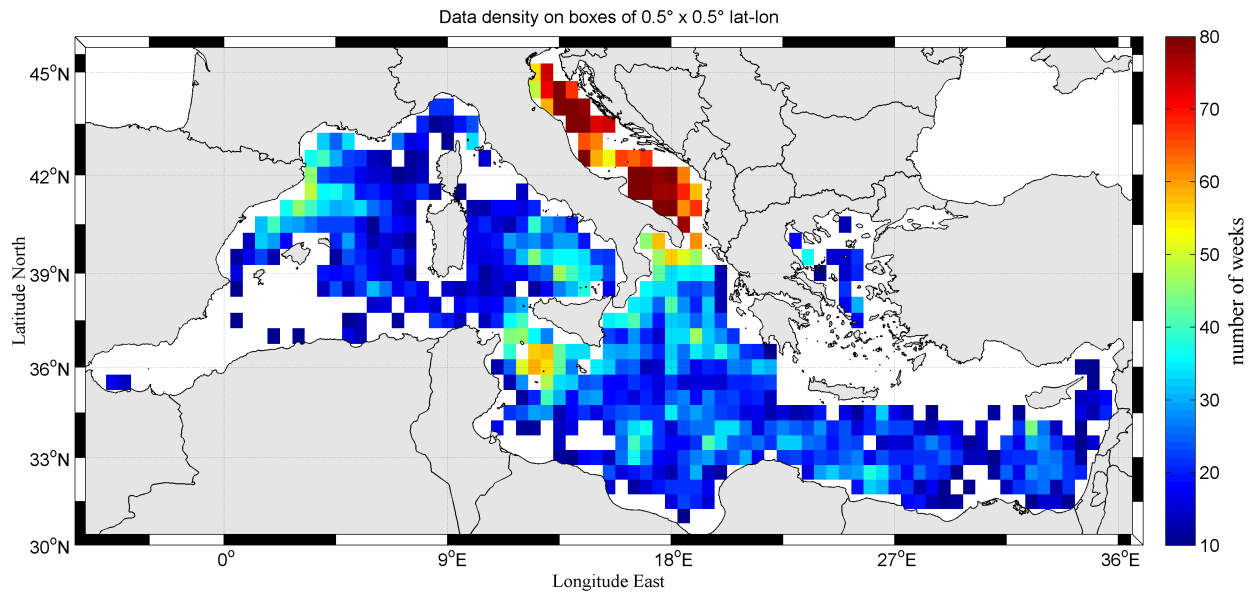 Data density on boxes of 0.5° x 0.5° lat-lon
45°N
42°N
39°N
36°N
33°N
30°N
Latitude North
0°
9°E
18°E
27°E
36°E
Longitude East
80
70
60
50
40
30
20
10
number of weeks